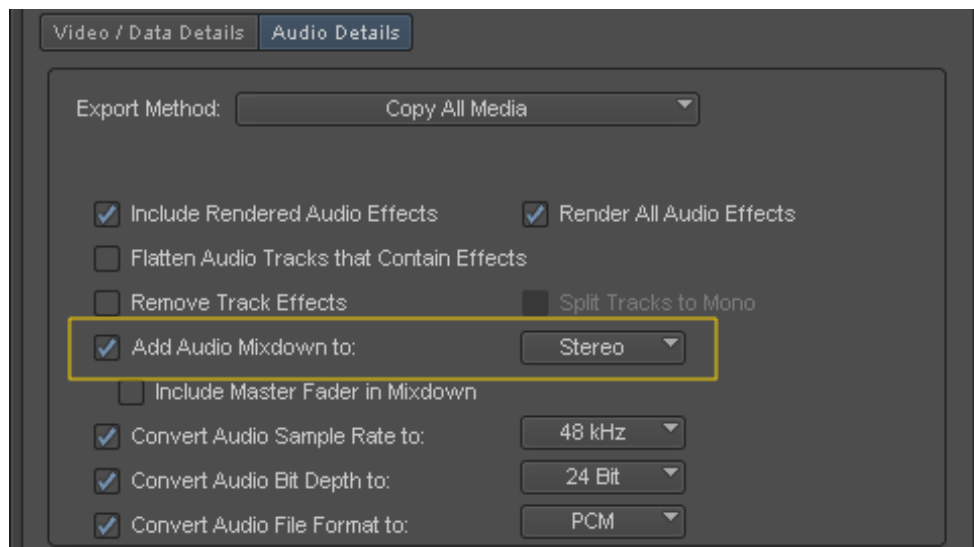 Video / Data Details Audio Details
Export Method: Copy All Media
Include Rendered Audio Effects Render All Audio Effects
Flatten Audio Tracks that Contain Effects
Remove Track Effects Split Tracks to Mono
Add Audio Mixdown to: Stereo
Include Master Fader in Mixdown
Convert Audio Sample Rate to: 48 kHz
Convert Audio Bit Depth to: 24 Bit
Convert Audio File Format to: PCM